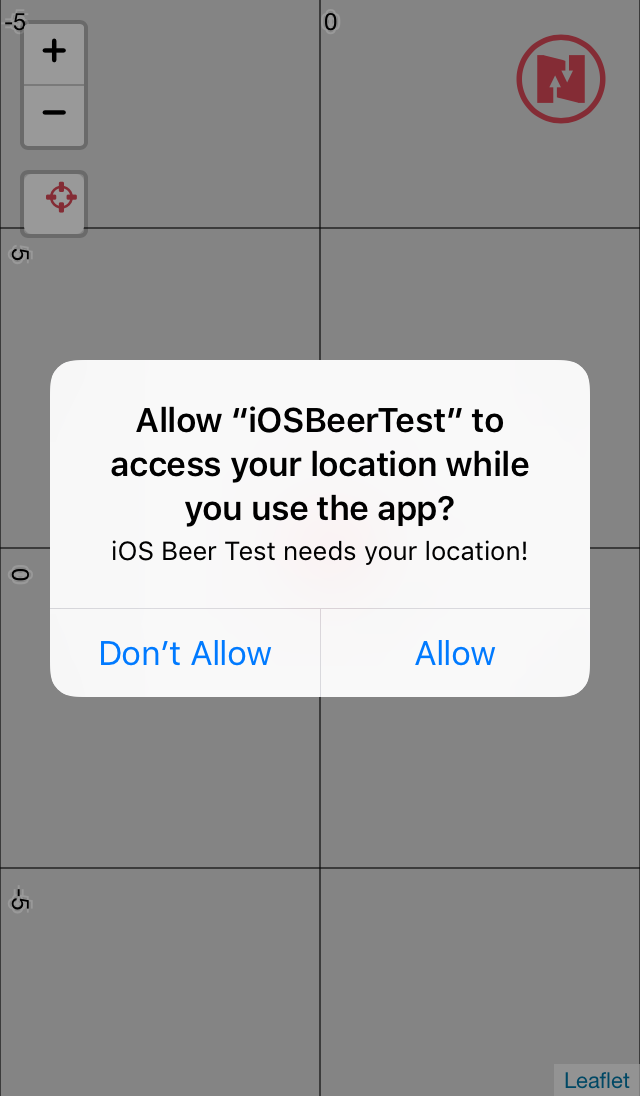 -5
0
+
−
5
Allow “iOSBeerTest” to
access your location while
you use the app?
iOS Beer Test needs your location!
0
Don’t Allow
Allow
-5
Leaflet